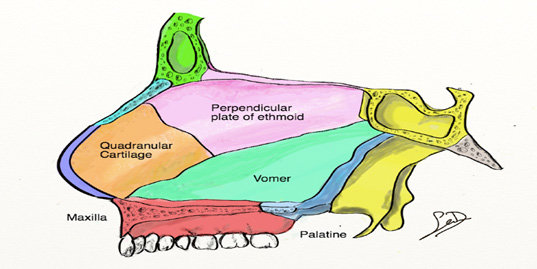 Perpendicular
plate of ethmoid
Quadranular
Cartilage
Vomer
Maxilla
Palatine